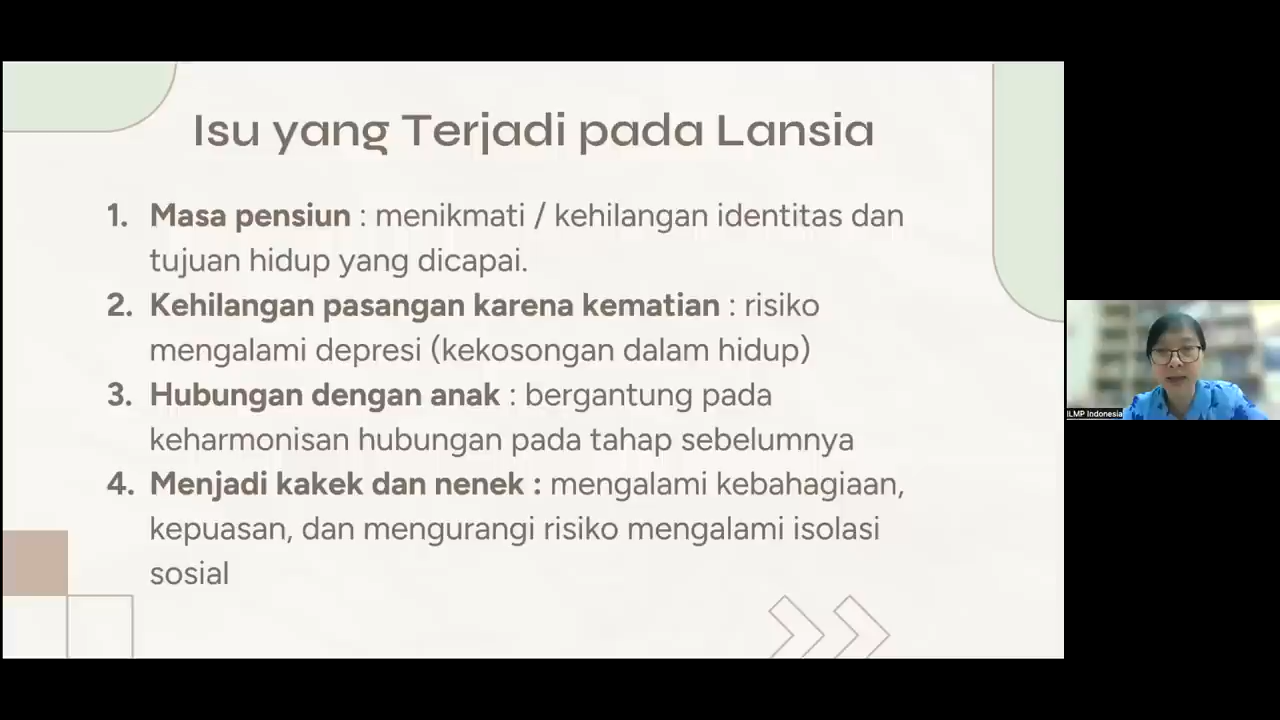 Isu yang Terjadi pada Lansia
1. Masa pensiun : menikmati / kehilangan identitas dan
tujuan hidup yang dicapai.
2. Kehilangan pasangan karena kematian : risiko
mengalami depresi (kekosongan dalam hidup)
3. Hubungan dengan anak : bergantung pada
keharmonisan hubungan pada tahap sebelumnya
4. Menjadi kakek dan nenek : mengalami kebahagiaan,
kepuasan, dan mengurangi risiko mengalami isolasi
sosial
ILMP Indonesia